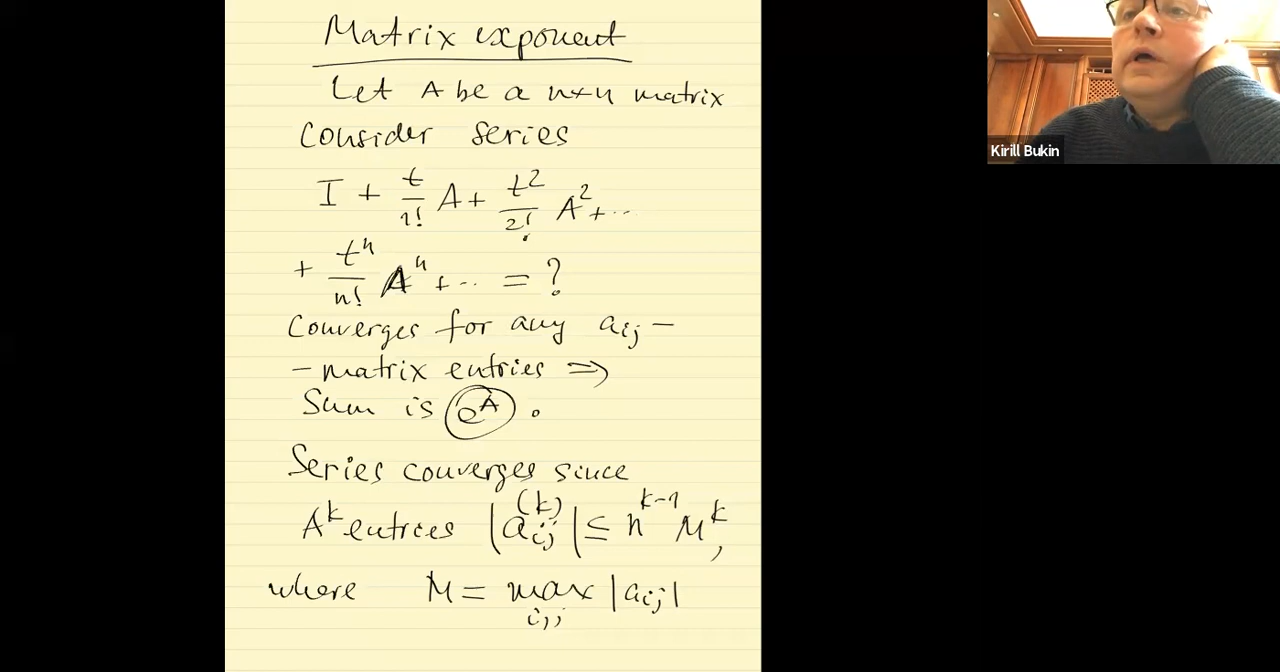 Matrix exponent
Let A be a n×n matrix
Consider series
I + t/1! A + t²/2! A² + ...
+ tⁿ/n! Aⁿ + ... = ?
Converges for any aᵢⱼ –
– matrix entries ⇒
Sum is e^A .
Series converges since
A^k entries |aᵢⱼ^(k)| ≤ n^(k-1) M^k,
where M = max_{i,j} |aᵢⱼ|
Kirill Bukin